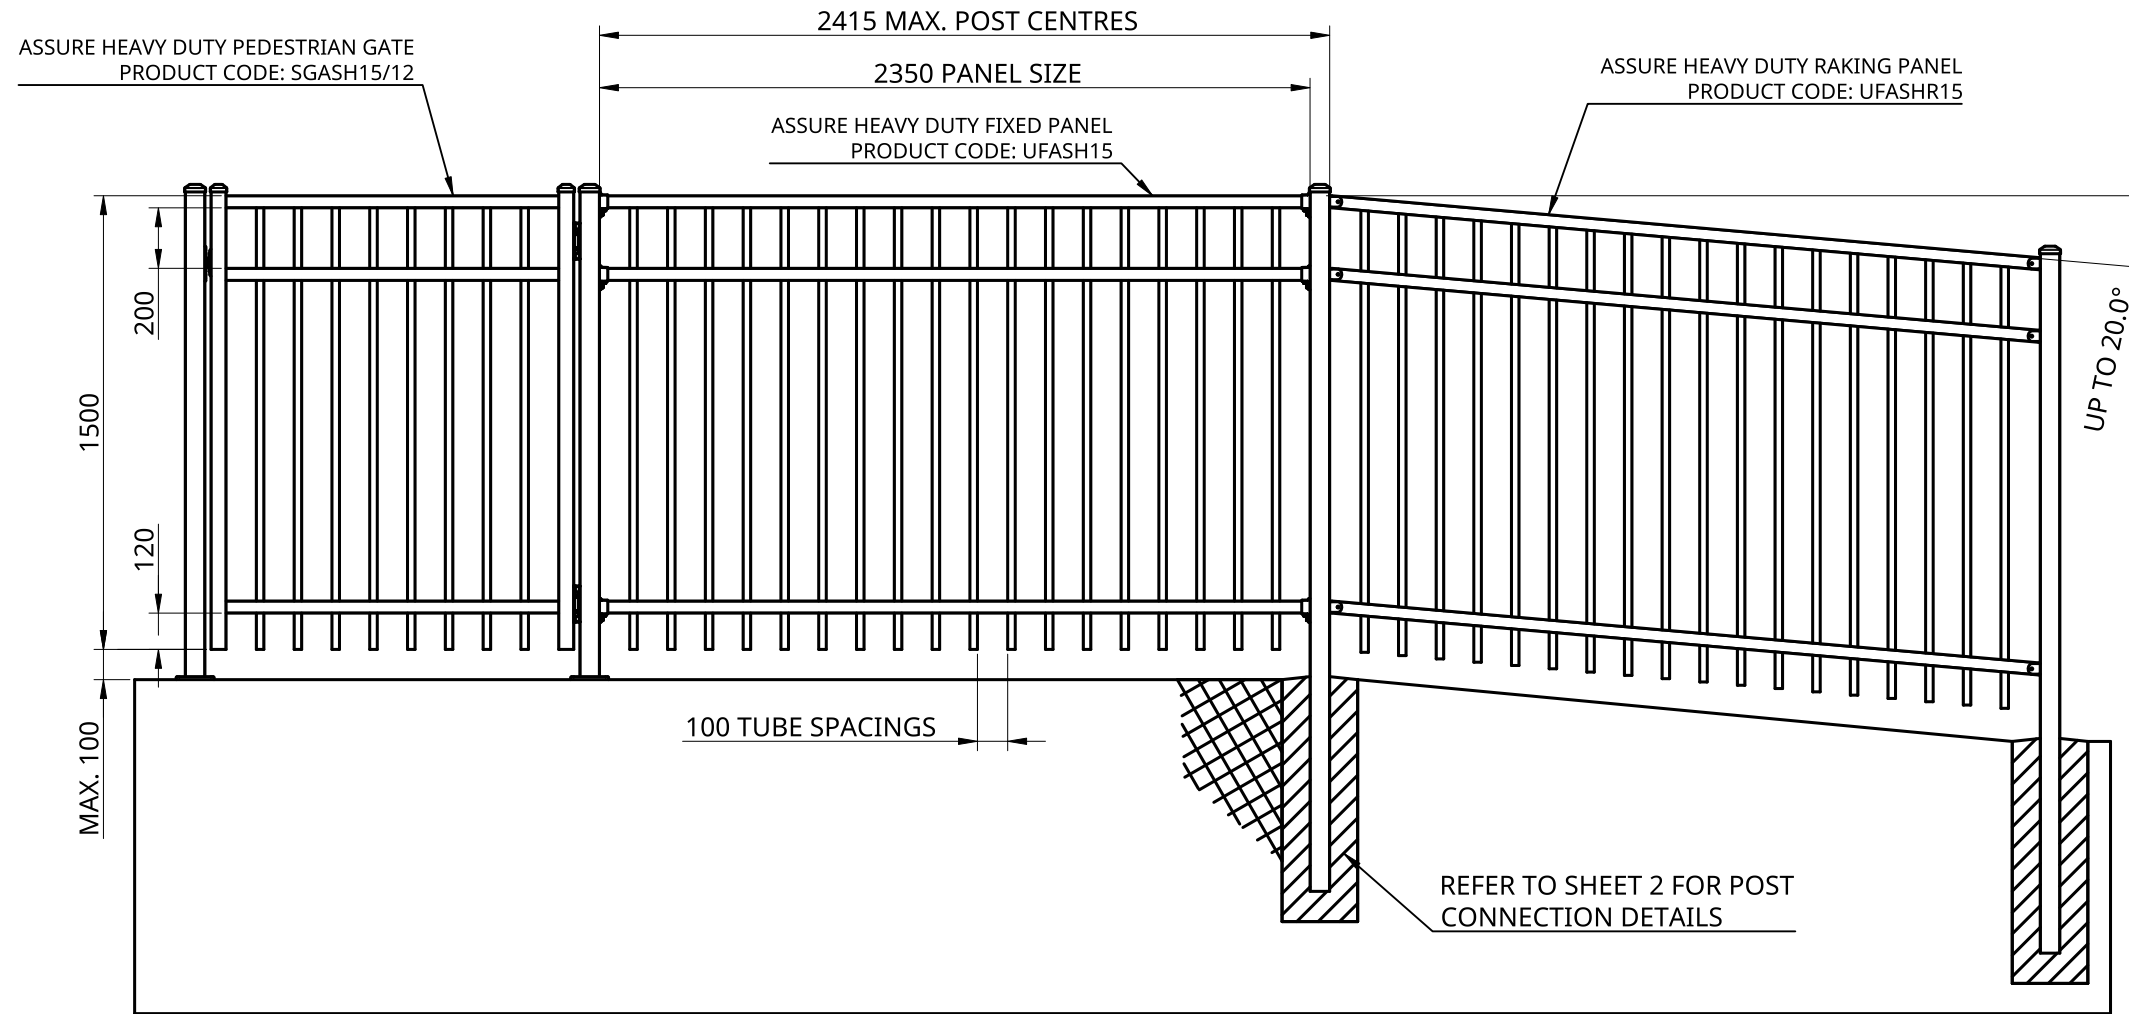 2415 MAX. POST CENTRES
ASSURE HEAVY DUTY PEDESTRIAN GATE
PRODUCT CODE: SGASH15/12
2350 PANEL SIZE
ASSURE HEAVY DUTY RAKING PANEL
PRODUCT CODE: UFASHR15
ASSURE HEAVY DUTY FIXED PANEL
PRODUCT CODE: UFASH15
200
1500
120
MAX. 100
UP TO 20.0°
100 TUBE SPACINGS
REFER TO SHEET 2 FOR POST
CONNECTION DETAILS